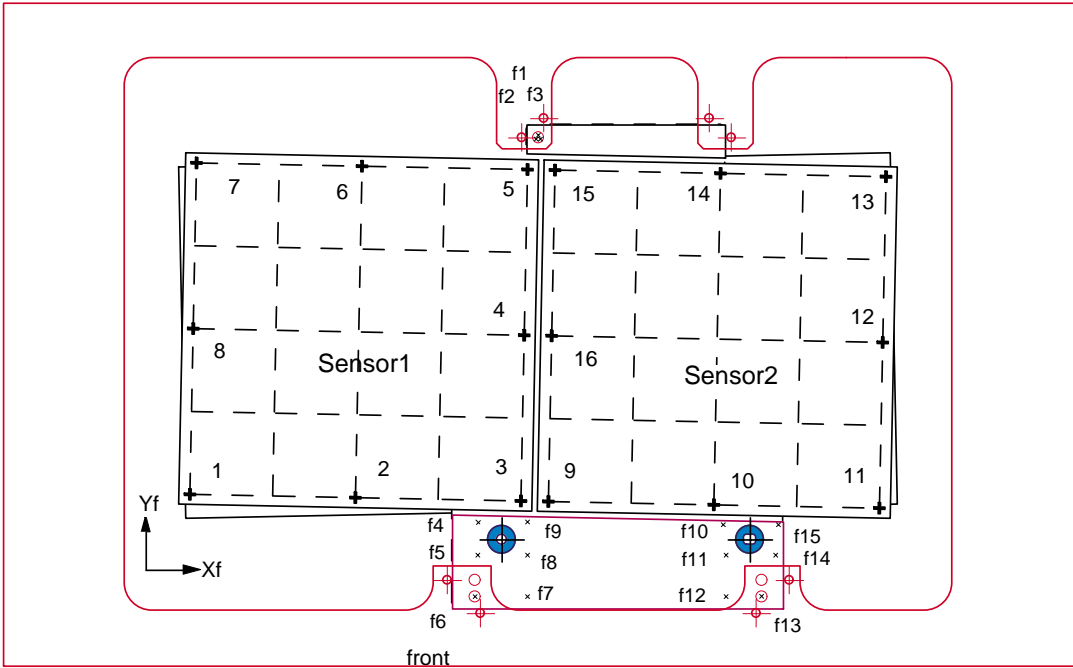 f1
f2 f3
7 6 5 15 14 13
4 12
8 16
Sensor1 Sensor2
1 2 3 9 10 11
Yf
f4 f9 f10 f15
f5 f8 f11 f14
Xf
f7 f12
f6 f13
front